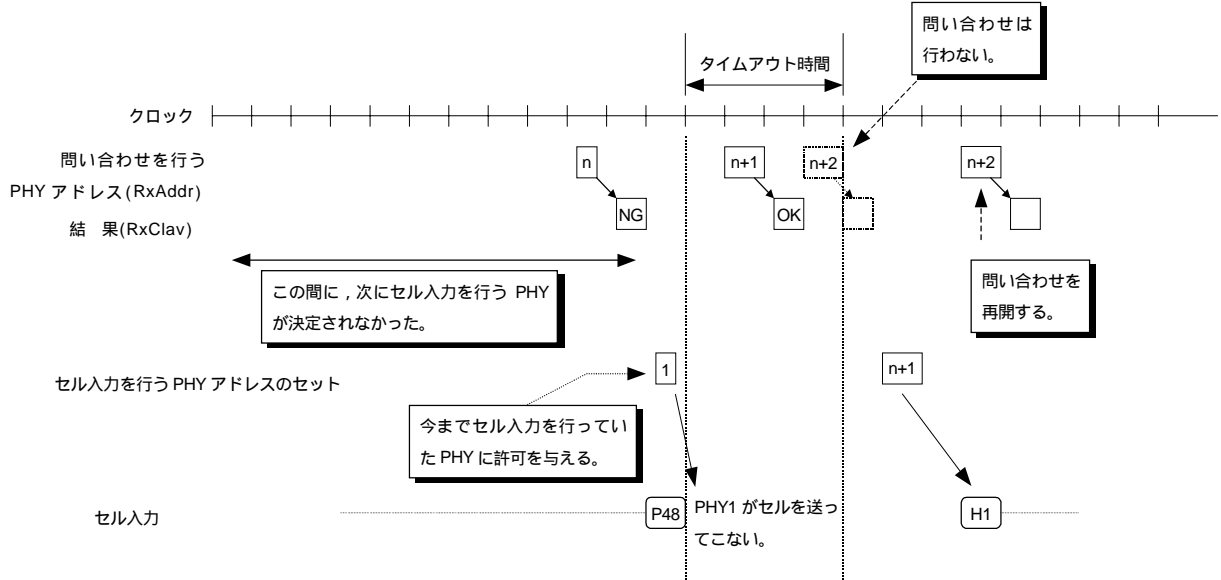 問い合わせは
行わない。
タイムアウト時間
クロック
問い合わせを行う
PHY アドレス(RxAddr)
結 果(RxClav)
n
n+1
n+2
n+2
NG
OK
この間に , 次にセル入力を行う PHY
が決定されなかった。
問い合わせを
再開する。
セル入力を行う PHY アドレスのセット
1
n+1
今までセル入力を行ってい
た PHY に許可を与える。
セル入力
P48
PHY1 がセルを送っ
てこない。
H1